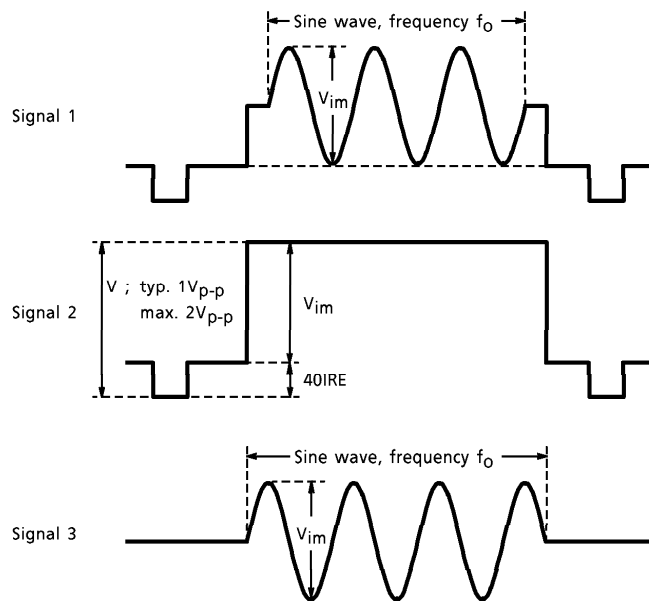 Sine wave, frequency fo
Vim
Signal 1
V ; typ. 1Vp-p
max. 2Vp-p
Vim
Signal 2
40IRE
Sine wave, frequency fo
Vim
Signal 3